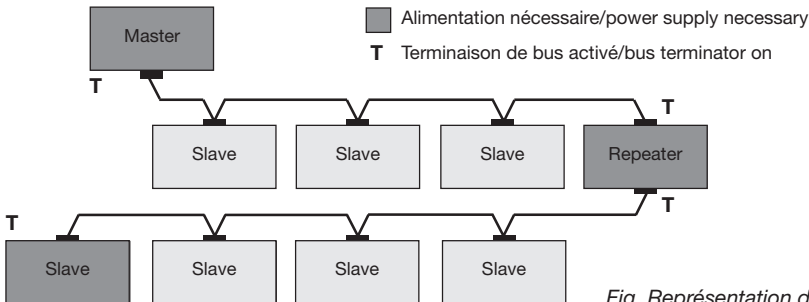 Master
Alimentation nécessaire/power supply necessary
T Terminaison de bus activé/bus terminator on
T
T
Slave
Slave
Slave
Repeater
T
T
Slave
Slave
Slave
Slave
Fig. Représentation d